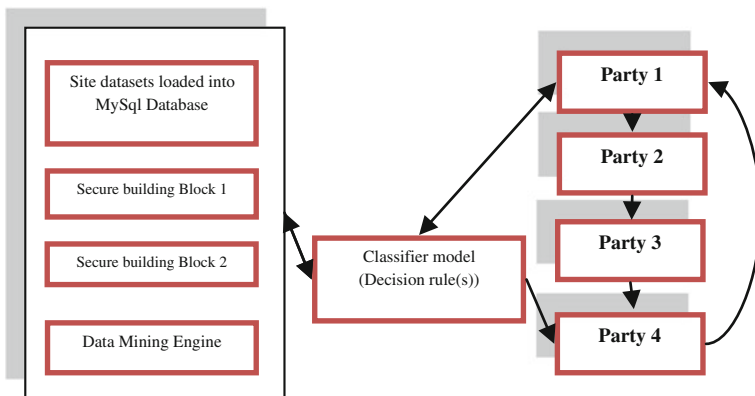 Site datasets loaded into
MySql Database
Secure building Block 1
Secure building Block 2
Data Mining Engine
Classifier model
(Decision rule(s))
Party 1
Party 2
Party 3
Party 4